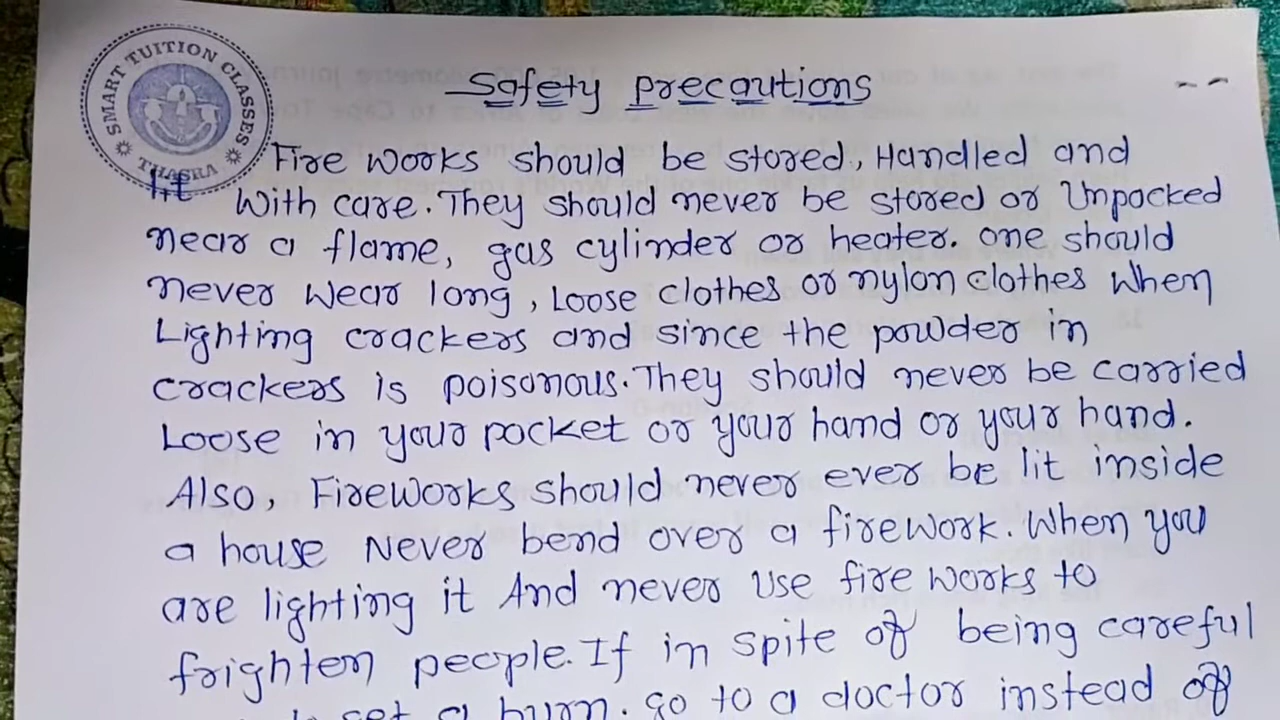 SMART TUITION CLASSES
THASRA
Safety Precautions
Fire works should be stored, Handled and
lit With care. They should never be stored or Unpacked
near a flame, gas cylinder or heater. one should
never wear long, Loose clothes or nylon clothes When
Lighting crackers and since the powder in
crackers is poisonous. They should never be carried
Loose in your pocket or your hand or your hand.
Also, Fireworks should never ever be lit inside
a house Never bend over a firework. When you
are lighting it And never Use fire works to
frighten people. If in spite of being careful
get a burn. go to a doctor instead of